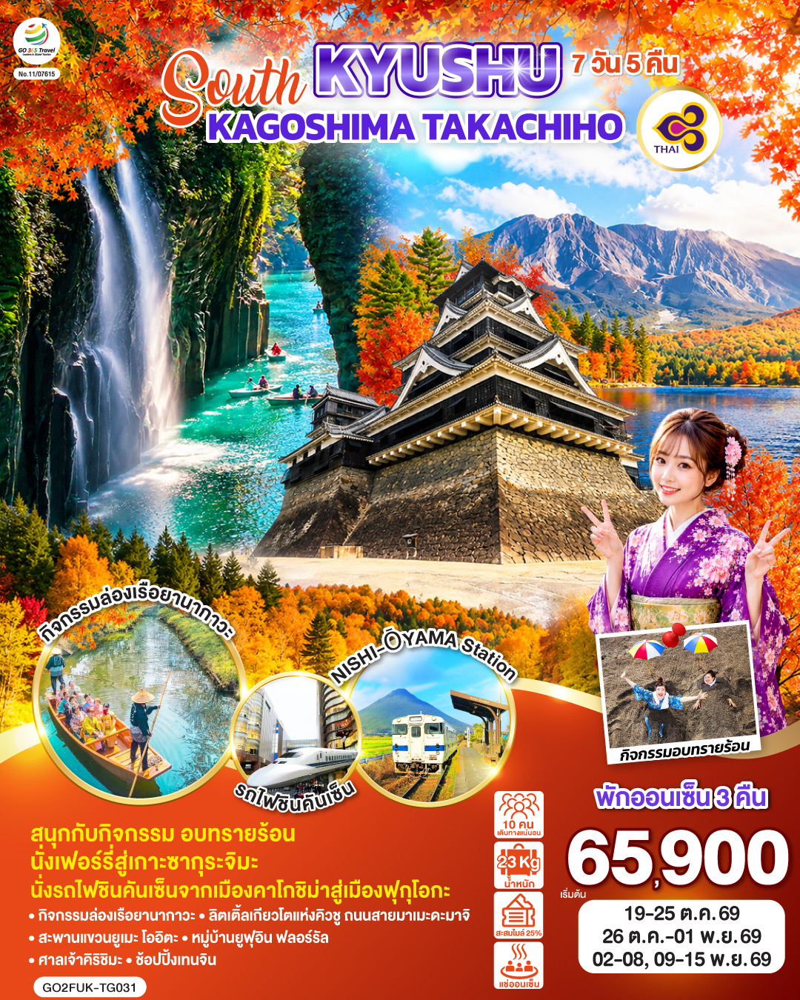 GO 365 Travel
Leaders in Global Tourism
No.11/07615
South KYUSHU 7 วัน 5 คืน
KAGOSHIMA TAKACHIHO
THAI
กิจกรรมล่องเรือยานากาวะ
NISHI-ŌYAMA Station
รถไฟชินคันเซ็น
กิจกรรมอบทรายร้อน
พักออนเซ็น 3 คืน
สนุกกับกิจกรรม อบทรายร้อน
นั่งเฟอร์รี่สู่เกาะซากุระจิมะ
นั่งรถไฟชินคันเซ็นจากเมืองคาโกชิม่าสู่เมืองฟุกุโอกะ
• กิจกรรมล่องเรือยานากาวะ • ลิตเติ้ลเกียวโตแห่งคิวชู ถนนสายมาเมะดะมาจิ
• สะพานแขวนยูเมะ โออิตะ • หมู่บ้านยูฟุอิน ฟลอร์รัล
• ศาลเจ้าคิริชิมะ • ช้อปปิ้งเทนจิน
GO2FUK-TG031
10 คน
เดินทางแน่นอน
23 Kg
น้ำหนัก
สะสมไมล์ 25%
แช่ออนเซ็น
65,900
เริ่มต้น
19-25 ต.ค. 69
26 ต.ค.-01 พ.ย. 69
02-08, 09-15 พ.ย. 69